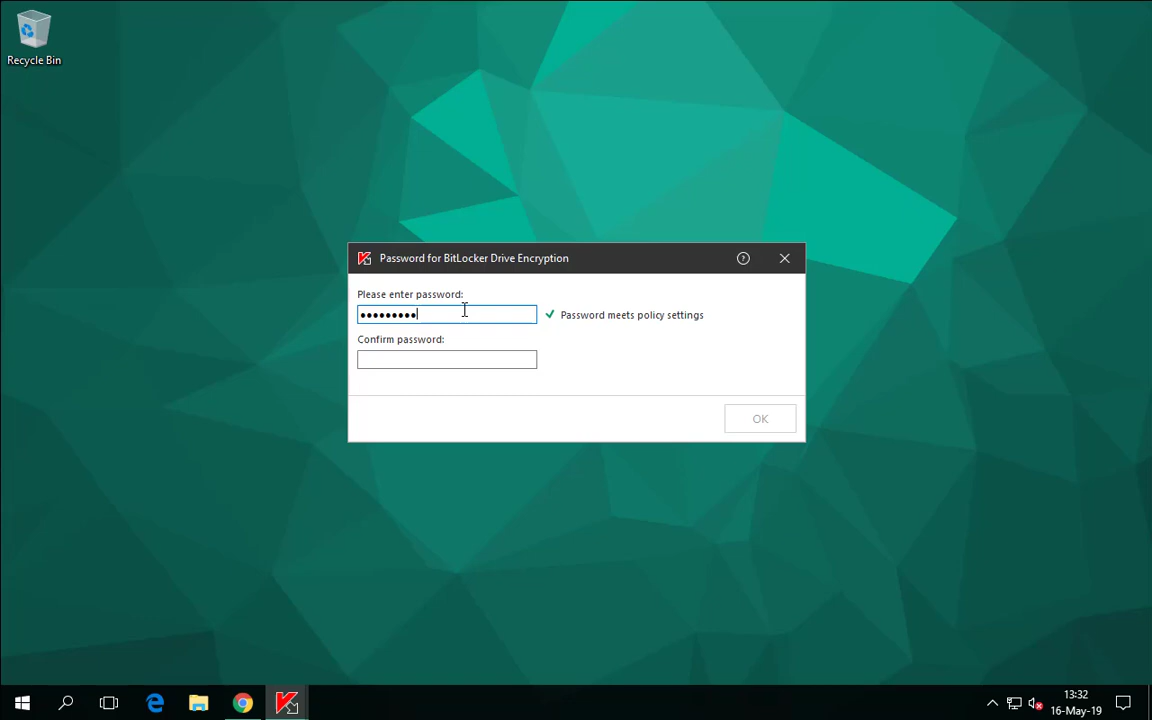 Recycle Bin
Password for BitLocker Drive Encryption
Please enter password:
•••••••••
Password meets policy settings
Confirm password:
OK
13:32
16-May-19